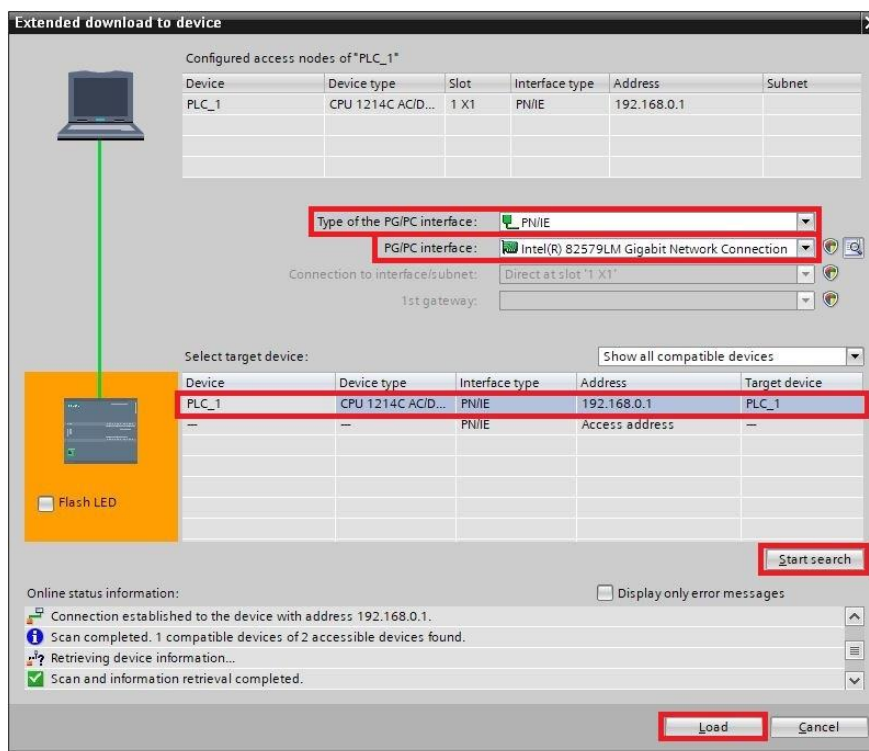 Extended download to device
Configured access nodes of "PLC_1"
Device Device type Slot Interface type Address Subnet
PLC_1 CPU 1214C AC/D... 1 X1 PN/IE 192.168.0.1
Type of the PG/PC interface: PN/IE
PG/PC interface: Intel(R) 82579LM Gigabit Network Connection
Connection to interface/subnet: Direct at slot '1 X1'
1st gateway:
Select target device: Show all compatible devices
Device Device type Interface type Address Target device
PLC_1 CPU 1214C AC/D... PN/IE 192.168.0.1 PLC_1
— — PN/IE Access address —
Flash LED
Start search
Online status information: Display only error messages
Connection established to the device with address 192.168.0.1.
Scan completed. 1 compatible devices of 2 accessible devices found.
Retrieving device information...
Scan and information retrieval completed.
Load Cancel